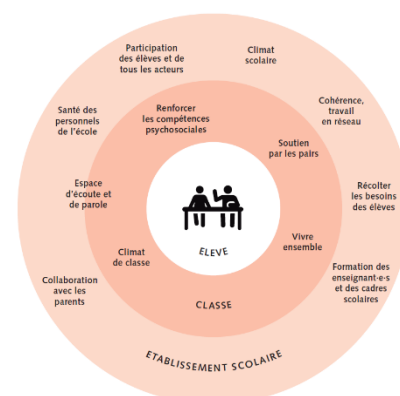 Participation
des élèves et de
tous les acteurs
Climat
scolaire
Santé des
personnels
de l'école
Renforcer
les compétences
psychosociales
Cohérence,
travail
en réseau
Soutien
par les pairs
Espace
d'écoute et
de parole
Récolter
les besoins
des élèves
Climat
de classe
ELEVE
Vivre
ensemble
Collaboration
avec les
parents
Formation des
enseignant·e·s
et des cadres
scolaires
CLASSE
ETABLISSEMENT SCOLAIRE